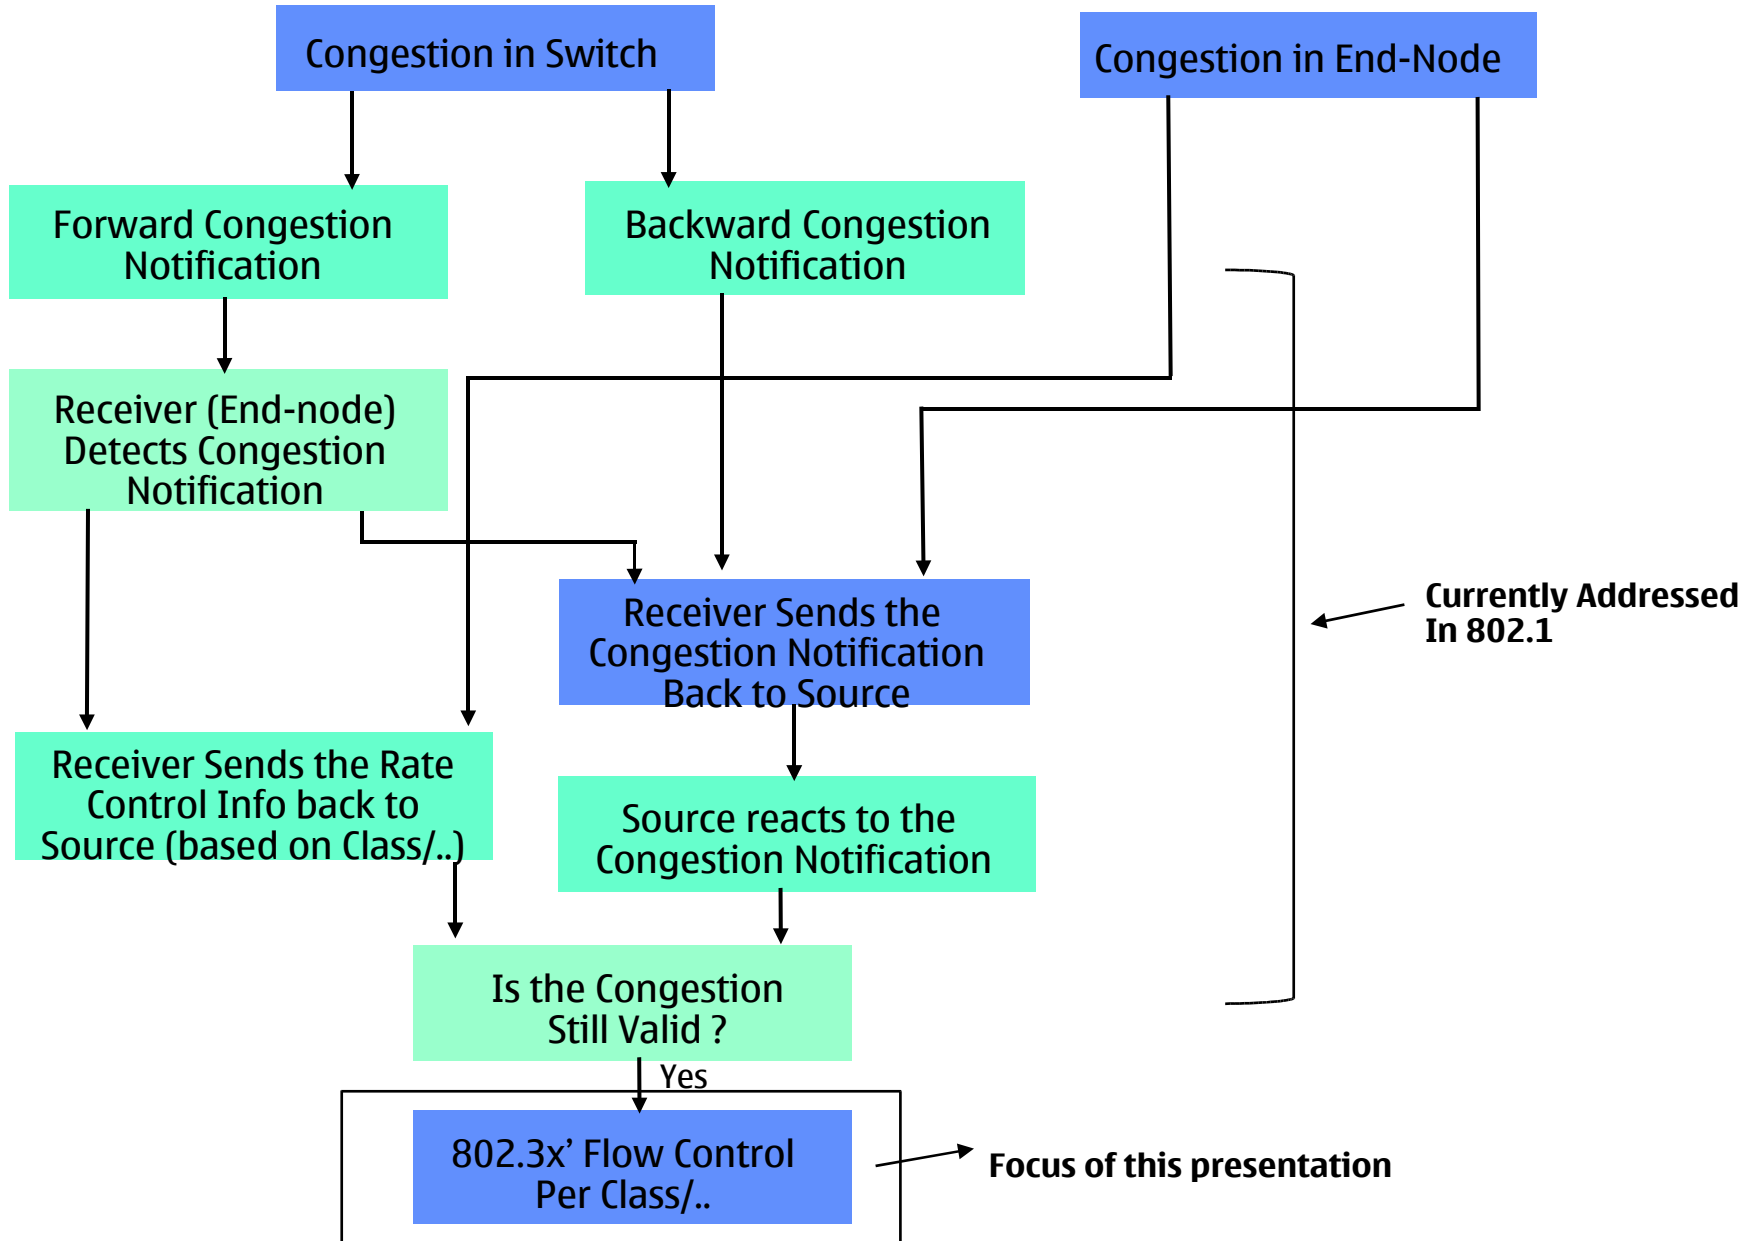 Congestion in Switch
Congestion in End-Node
Forward Congestion
Notification
Backward Congestion
Notification
Receiver (End-node)
Detects Congestion
Notification
Receiver Sends the
Congestion Notification
Back to Source
Currently Addressed
In 802.1
Receiver Sends the Rate
Control Info back to
Source (based on Class/..)
Source reacts to the
Congestion Notification
Is the Congestion
Still Valid ?
Yes
802.3x’ Flow Control
Per Class/..
Focus of this presentation